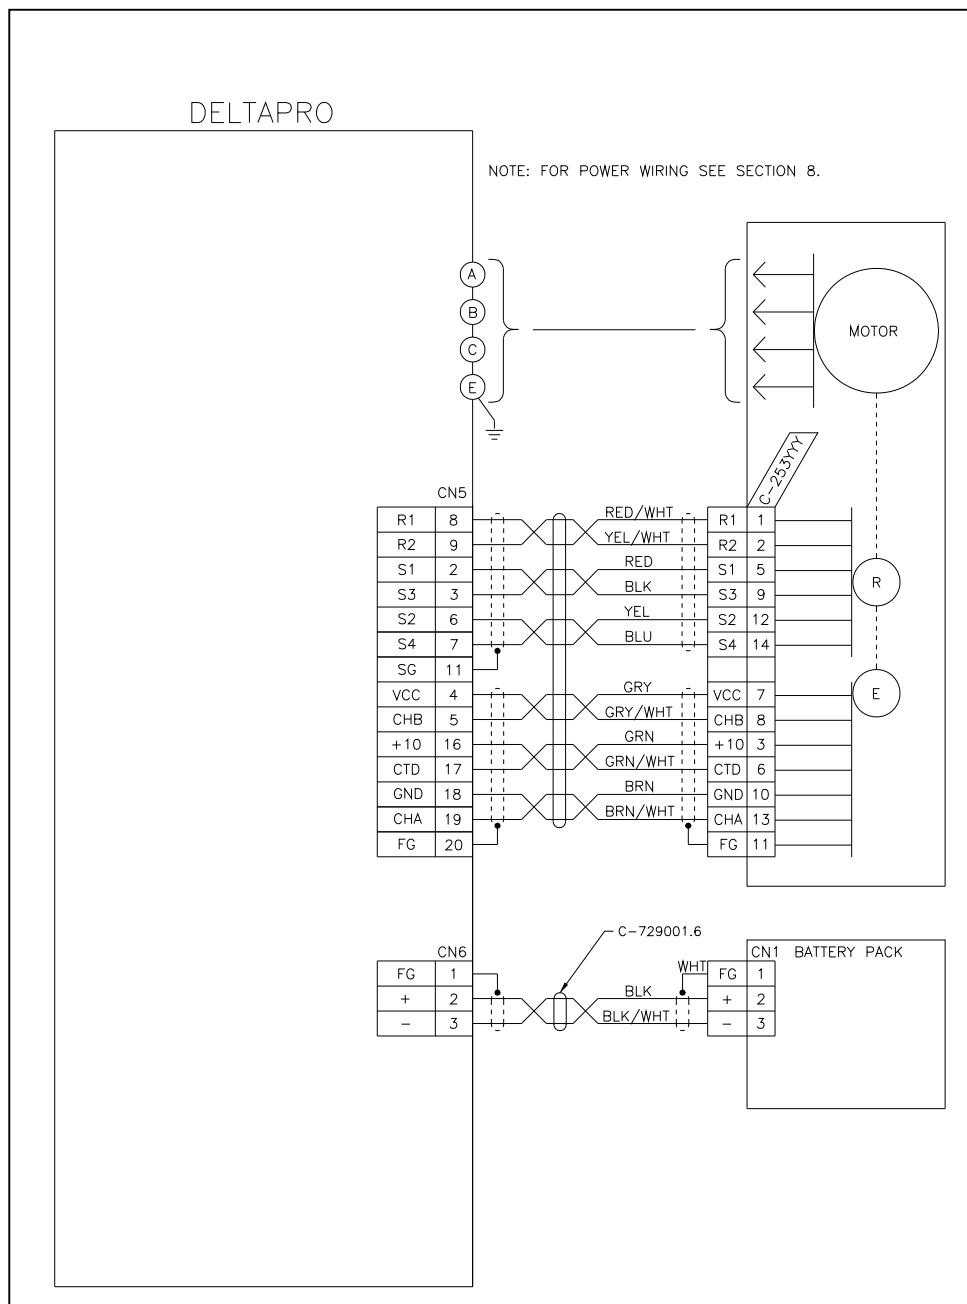 DELTAPRO
NOTE: FOR POWER WIRING SEE SECTION 8.
A
B
C
E
MOTOR
C-253YYY
CN5
R1 8 RED/WHT R1 1
R2 9 YEL/WHT R2 2
S1 2 RED S1 5
S3 3 BLK S3 9
R
S2 6 YEL S2 12
S4 7 BLU S4 14
SG 11
VCC 4 GRY VCC 7
E
CHB 5 GRY/WHT CHB 8
+10 16 GRN +10 3
CTD 17 GRN/WHT CTD 6
GND 18 BRN GND 10
CHA 19 BRN/WHT CHA 13
FG 20 FG 11
C-729001.6
CN6 CN1 BATTERY PACK
FG 1 WHT FG 1
+ 2 BLK + 2
- 3 BLK/WHT - 3